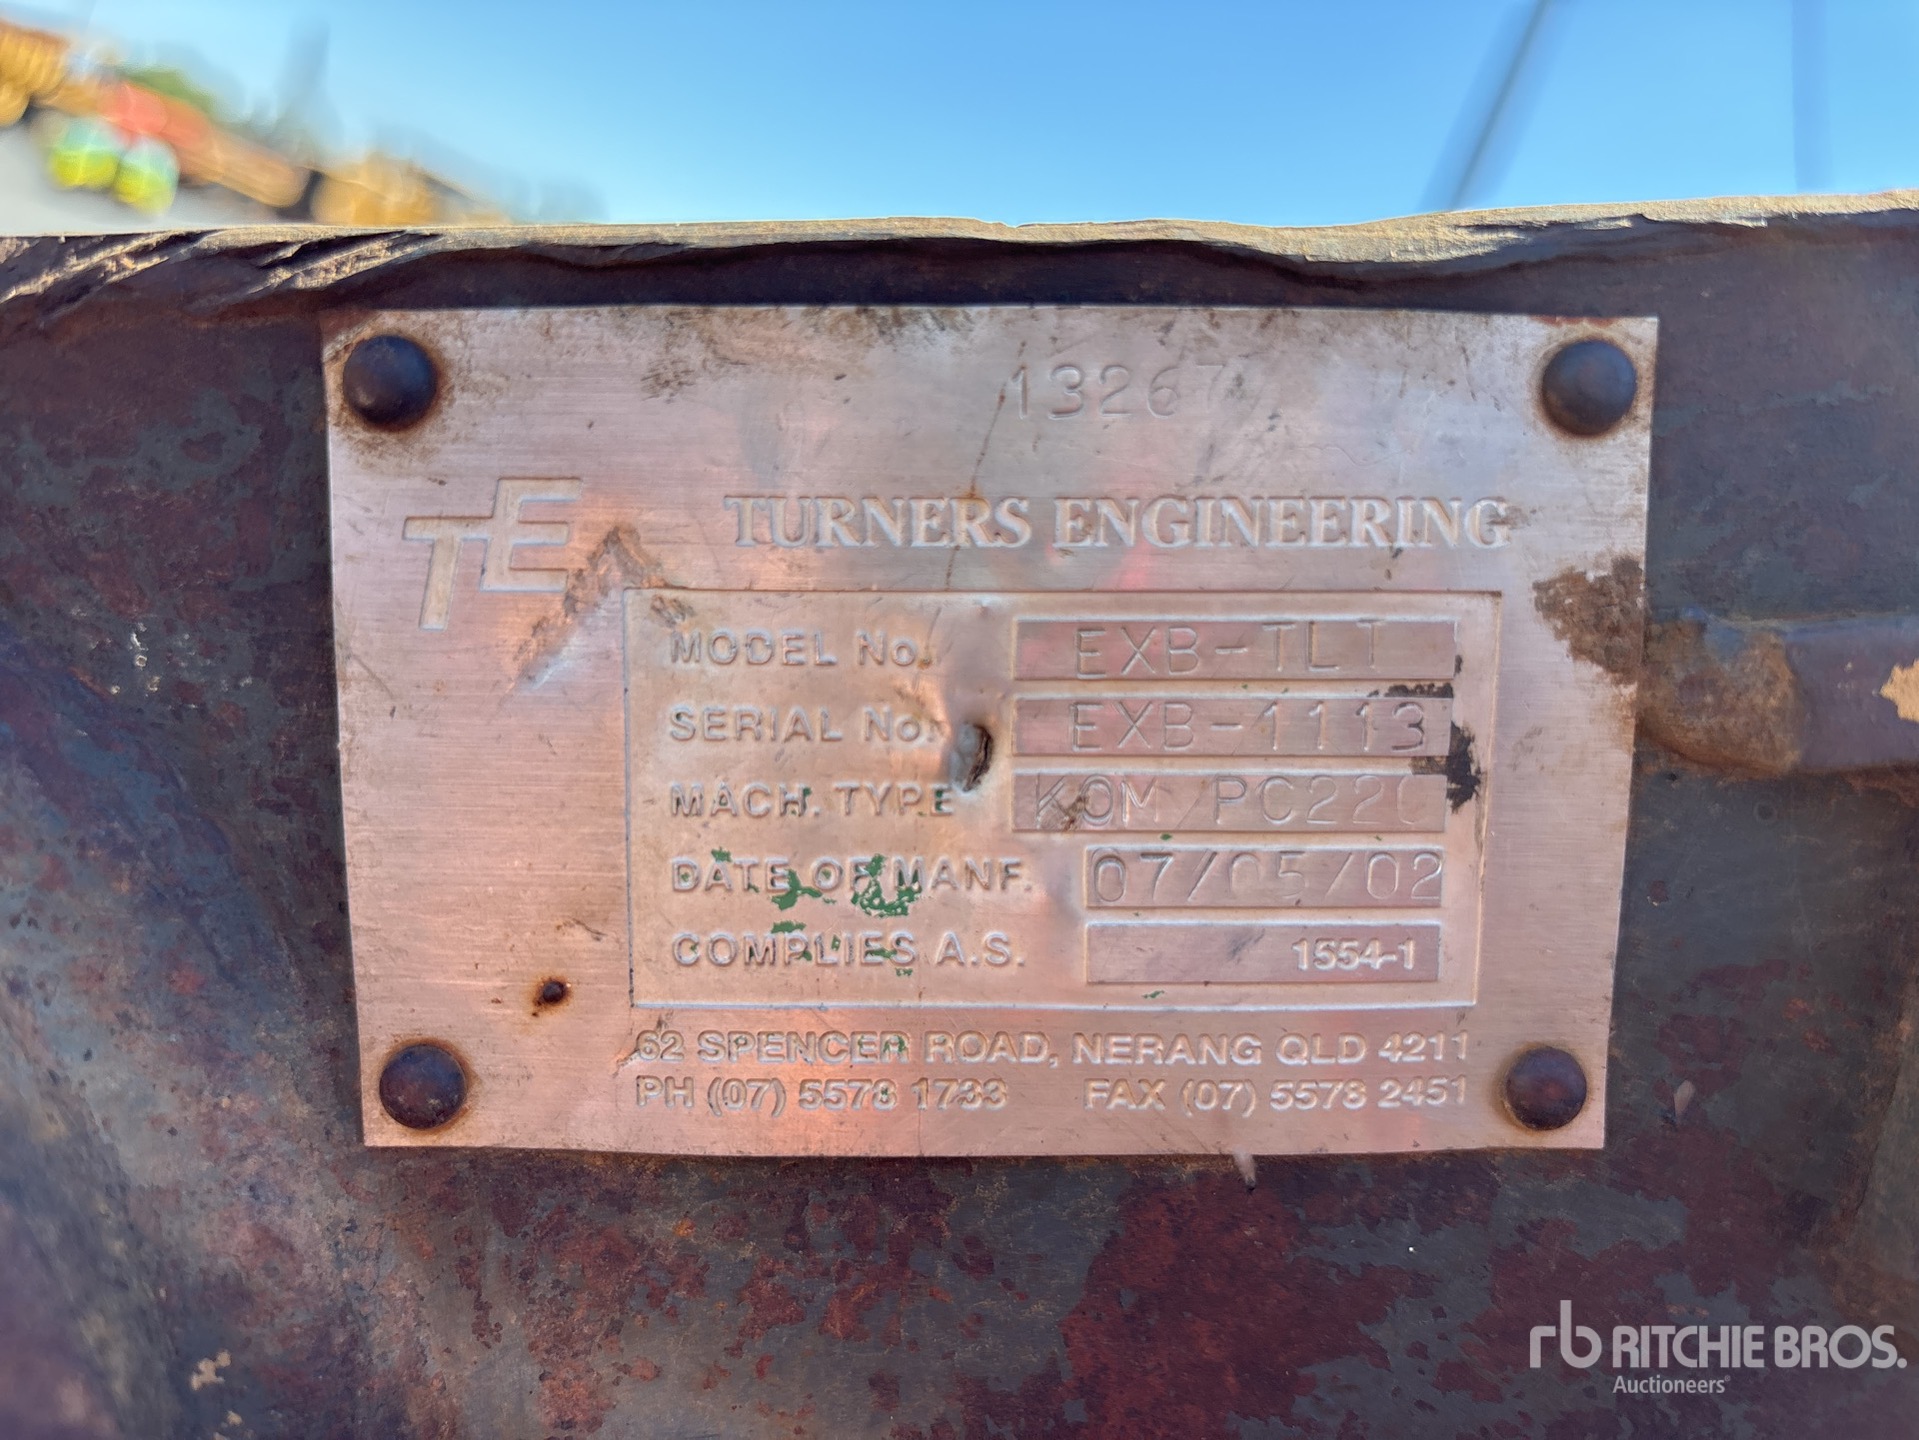 13267
TE
TURNERS ENGINEERING
MODEL No. EXB-TLT
SERIAL No. EXB-1113
MACH. TYPE KOM PC220
DATE OF MANF. 07/05/02
COMPLIES A.S. 1554-1
62 SPENCER ROAD, NERANG QLD 4211
PH (07) 5578 1733 FAX (07) 5578 2451
rb RITCHIE BROS.
Auctioneers